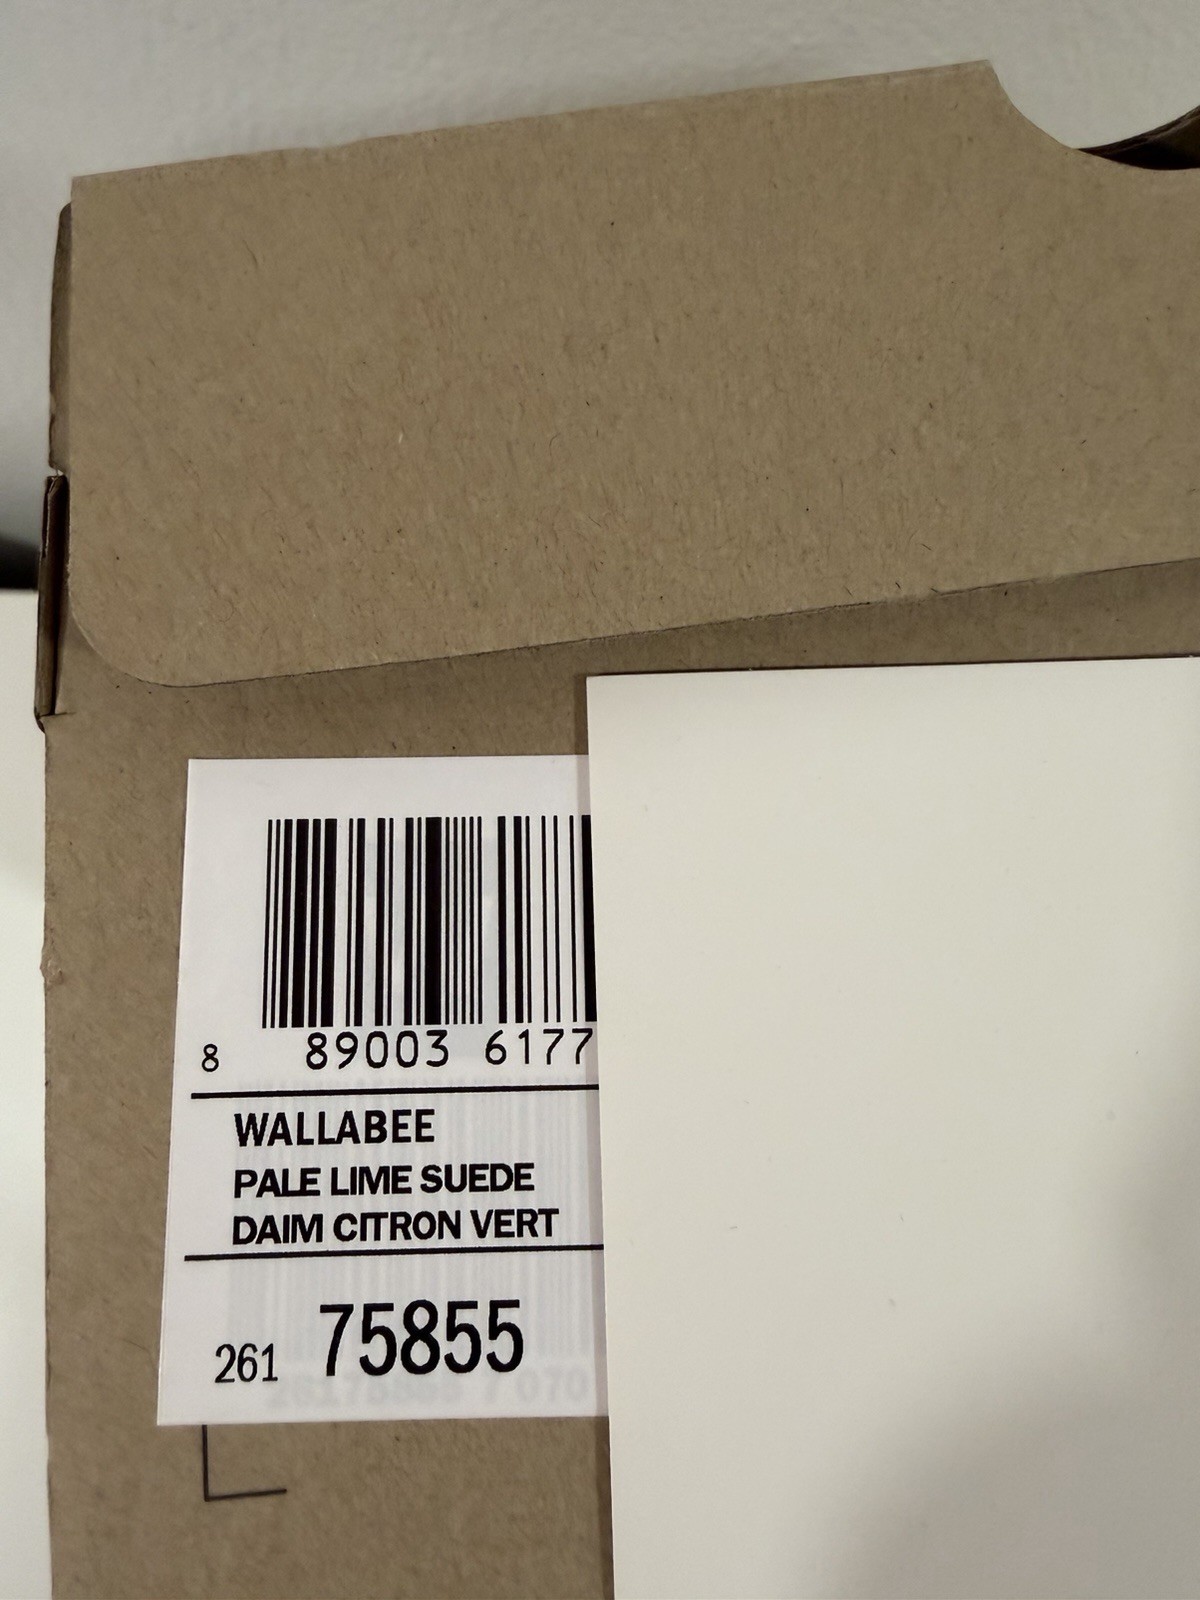 8 89003 6177
WALLABEE
PALE LIME SUEDE
DAIM CITRON VERT
261 75855